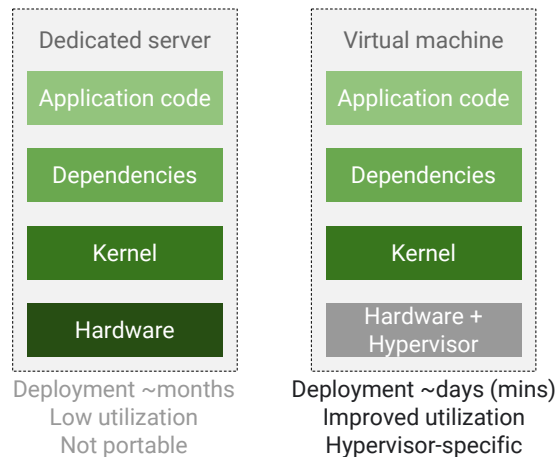 Dedicated server
Application code
Dependencies
Kernel
Hardware
Deployment ~months
Low utilization
Not portable
Virtual machine
Application code
Dependencies
Kernel
Hardware +
Hypervisor
Deployment ~days (mins)
Improved utilization
Hypervisor-specific